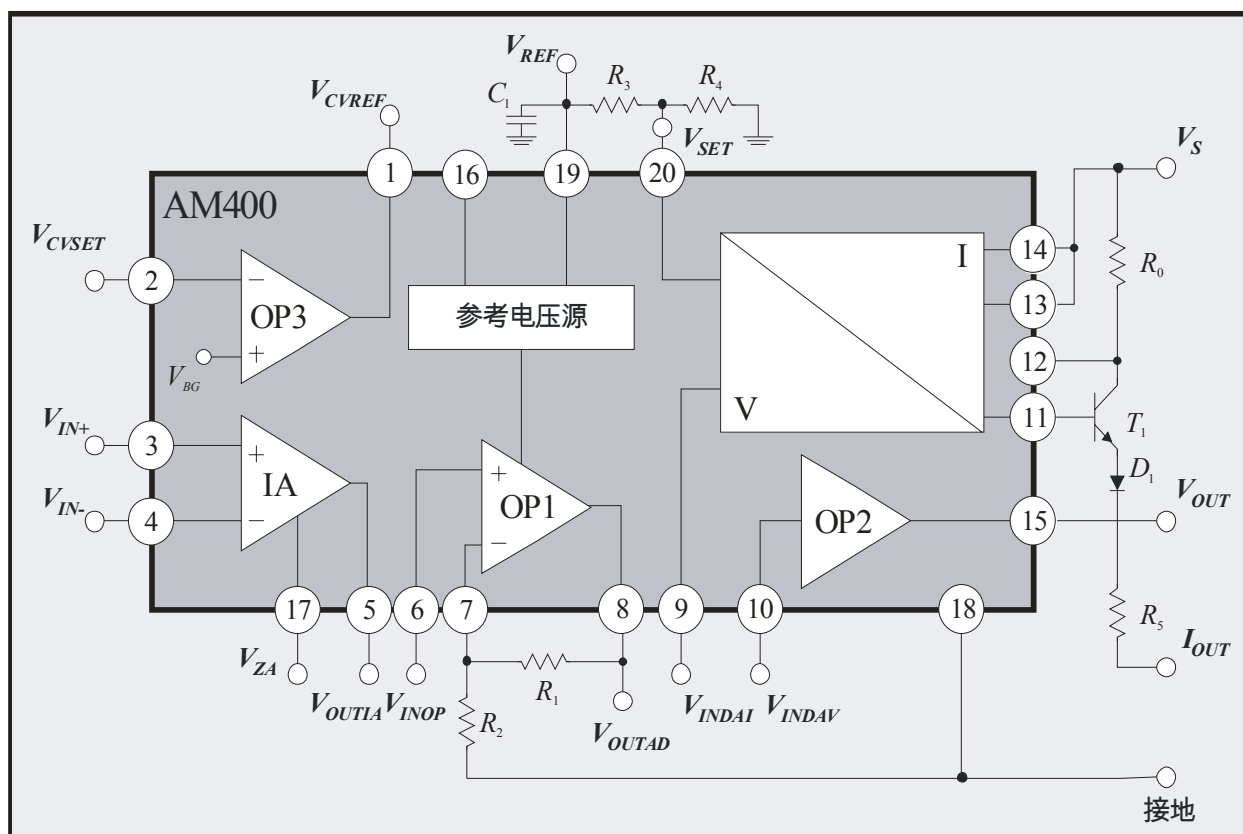 V_REF
R_3
R_4
V_CVREF
C_1
V_SET
V_S
1
16
19
20
AM400
V_CVSET
2
−
OP3
+
V_BG
参考电压源
I
14
R_0
13
12
V
11
T_1
V_IN+
3
+
IA
−
V_IN-
4
+
OP1
−
OP2
D_1
15
V_OUT
17
5
6
7
8
9
10
18
R_5
I_OUT
V_ZA
V_OUTIA
V_INOP
R_1
R_2
V_OUTAD
V_INDAI
V_INDAV
接地